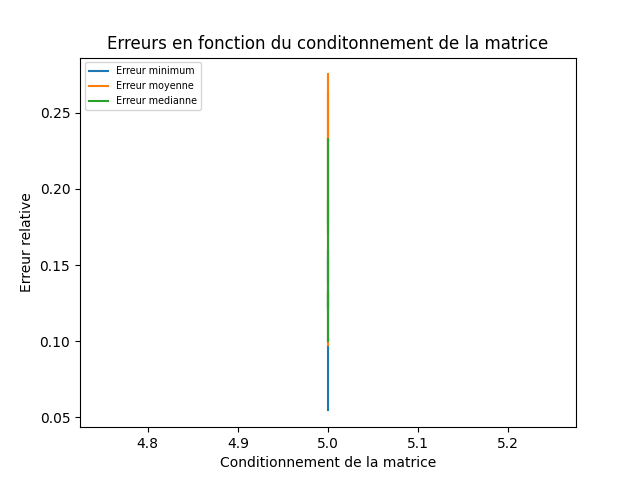 Erreurs en fonction du conditonnement de la matrice
Erreur minimum
Erreur moyenne
Erreur medianne
0.25
0.20
0.15
0.10
0.05
Erreur relative
4.8 4.9 5.0 5.1 5.2
Conditionnement de la matrice